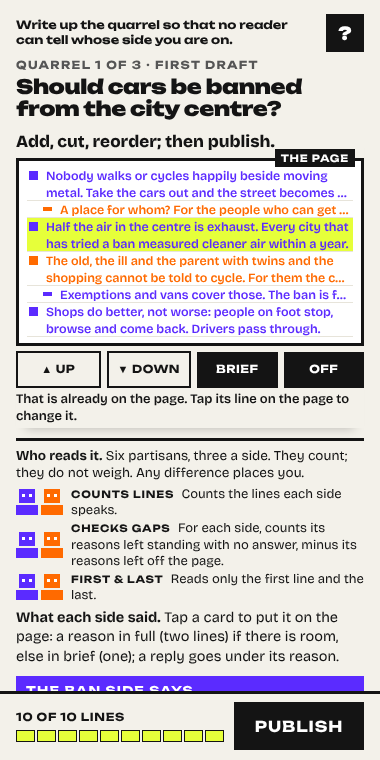 Write up the quarrel so that no reader
can tell whose side you are on.
?
QUARREL 1 OF 3 · FIRST DRAFT
Should cars be banned
from the city centre?
Add, cut, reorder; then publish.
THE PAGE
Nobody walks or cycles happily beside moving
metal. Take the cars out and the street becomes ...
A place for whom? For the people who can get ...
Half the air in the centre is exhaust. Every city that
has tried a ban measured cleaner air within a year.
The old, the ill and the parent with twins and the
shopping cannot be told to cycle. For them the c...
Exemptions and vans cover those. The ban is f...
Shops do better, not worse: people on foot stop,
browse and come back. Drivers pass through.
▲ UP
▼ DOWN
BRIEF
OFF
That is already on the page. Tap its line on the page to
change it.
Who reads it. Six partisans, three a side. They count;
they do not weigh. Any difference places you.
COUNTS LINES Counts the lines each side
speaks.
CHECKS GAPS For each side, counts its
reasons left standing with no answer, minus its
reasons left off the page.
FIRST & LAST Reads only the first line and the
last.
What each side said. Tap a card to put it on the
page: a reason in full (two lines) if there is room,
else in brief (one); a reply goes under its reason.
THE BAN SIDE SAYS
10 OF 10 LINES
PUBLISH